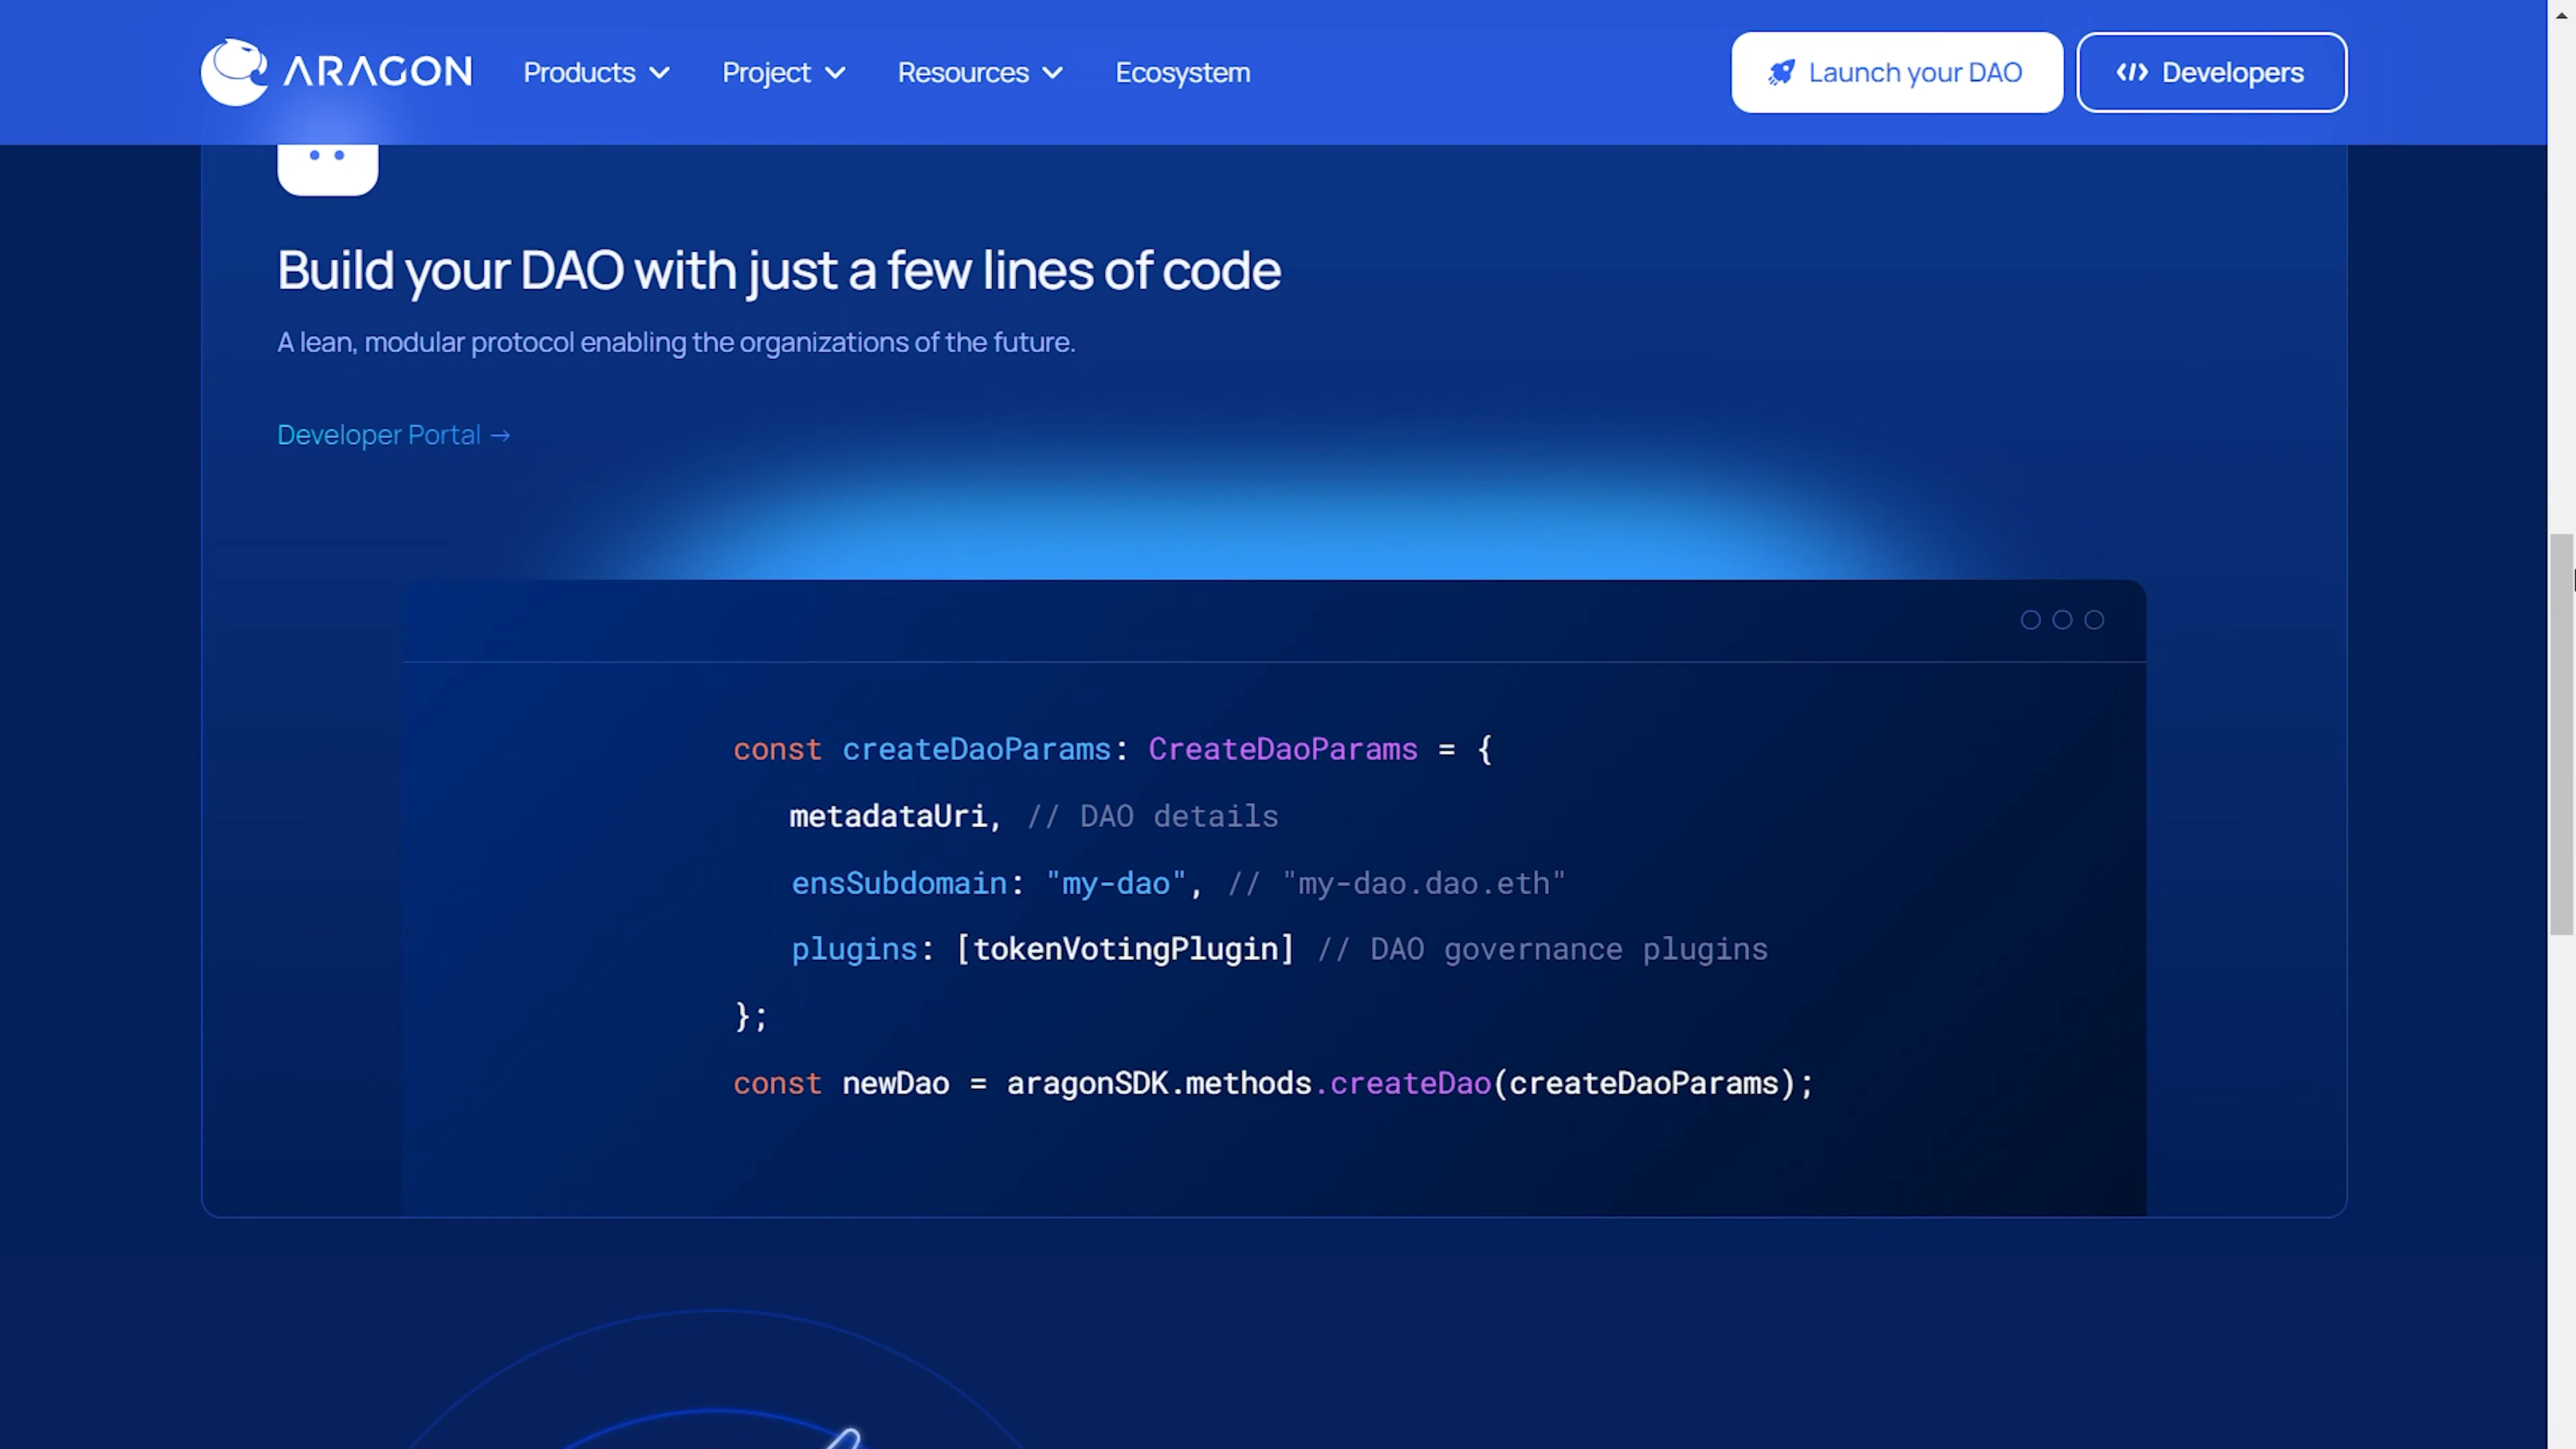 ARAGON Products Project Resources Ecosystem Launch your DAO Developers
Build your DAO with just a few lines of code
A lean, modular protocol enabling the organizations of the future.
Developer Portal →
const createDaoParams: CreateDaoParams = {
metadataUri, // DAO details
ensSubdomain: "my-dao", // "my-dao.dao.eth"
plugins: [tokenVotingPlugin] // DAO governance plugins
};
const newDao = aragonSDK.methods.createDao(createDaoParams);